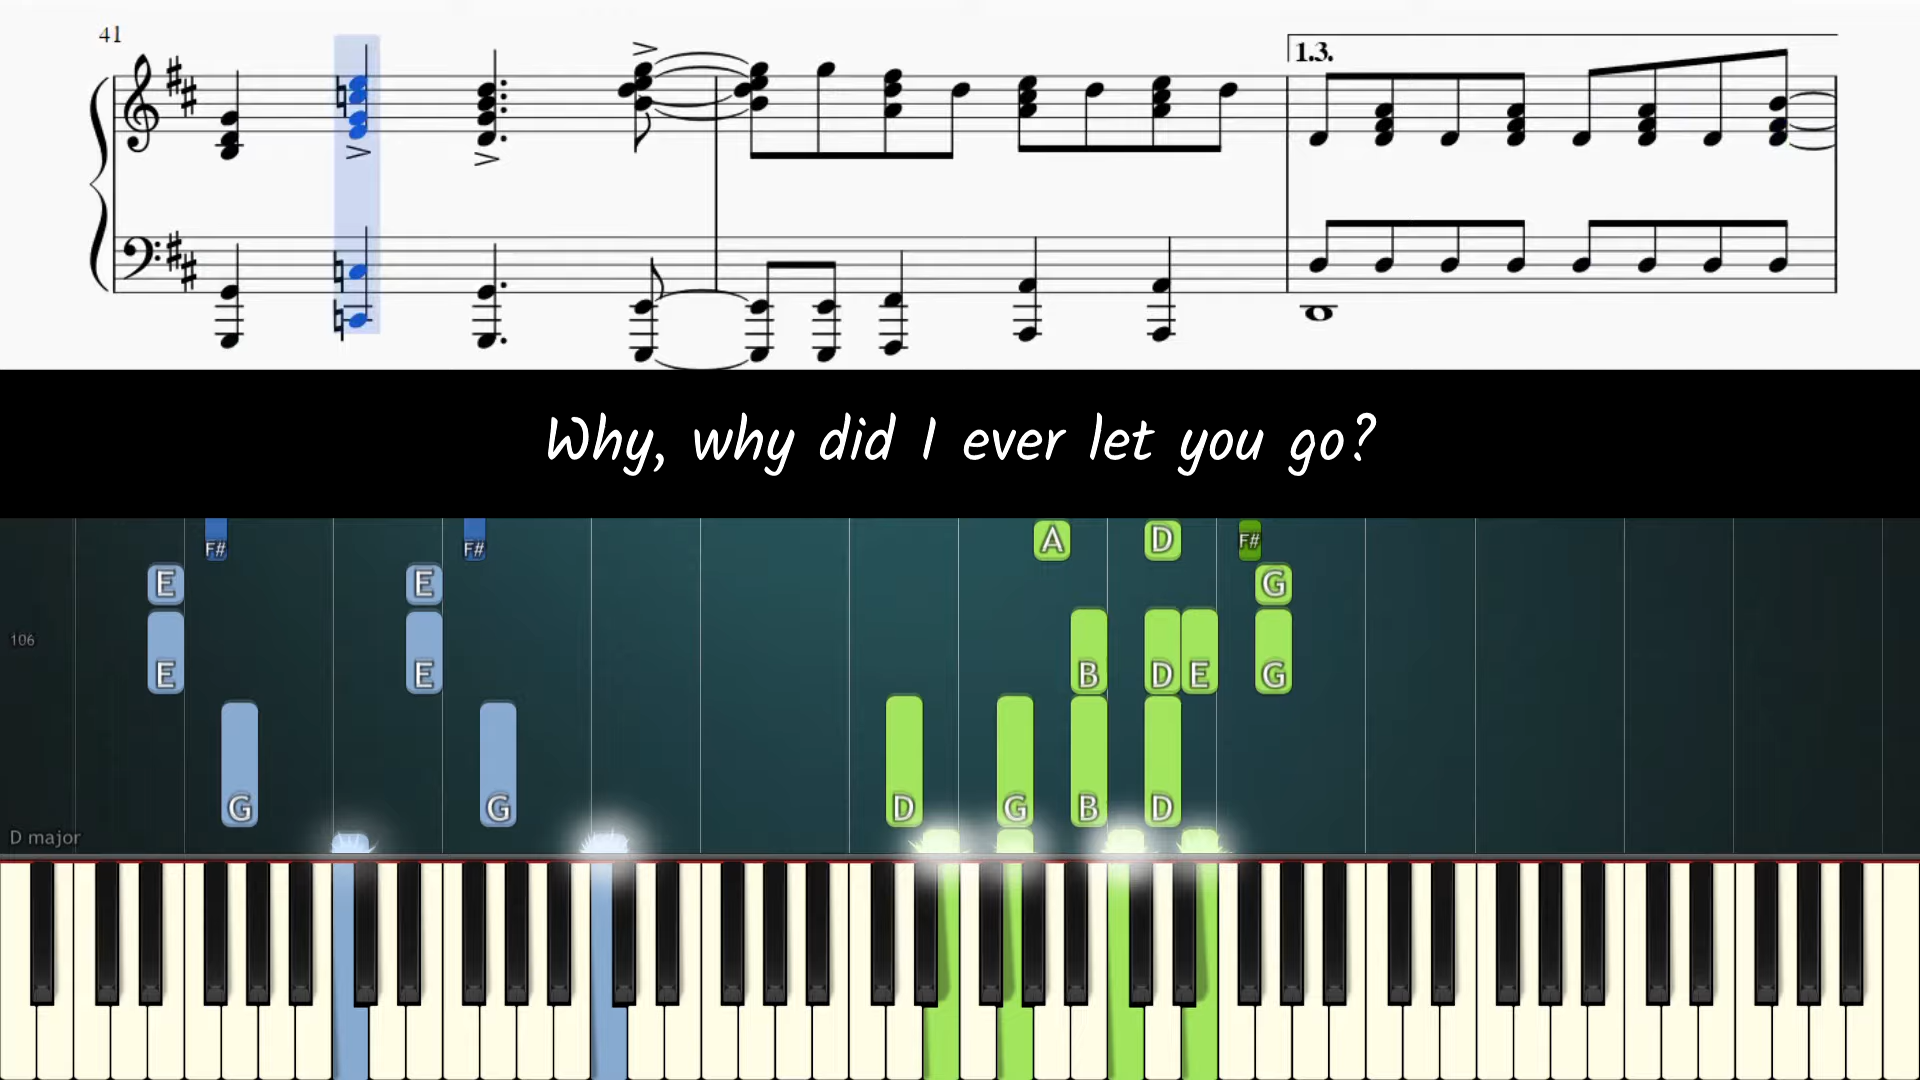 41
1.3.
Why, why did I ever let you go?
F# F# A D F#
E E G
106
E E B D E G
G G D G B D
D major